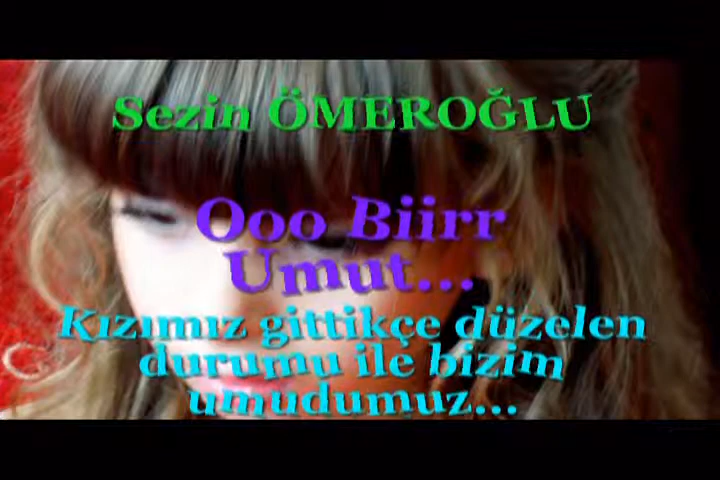 Sezin ÖMEROĞLU
Ooo Biirr
Umut...
Kızımız gittikçe düzelen
durumu ile bizim
umudumuz...